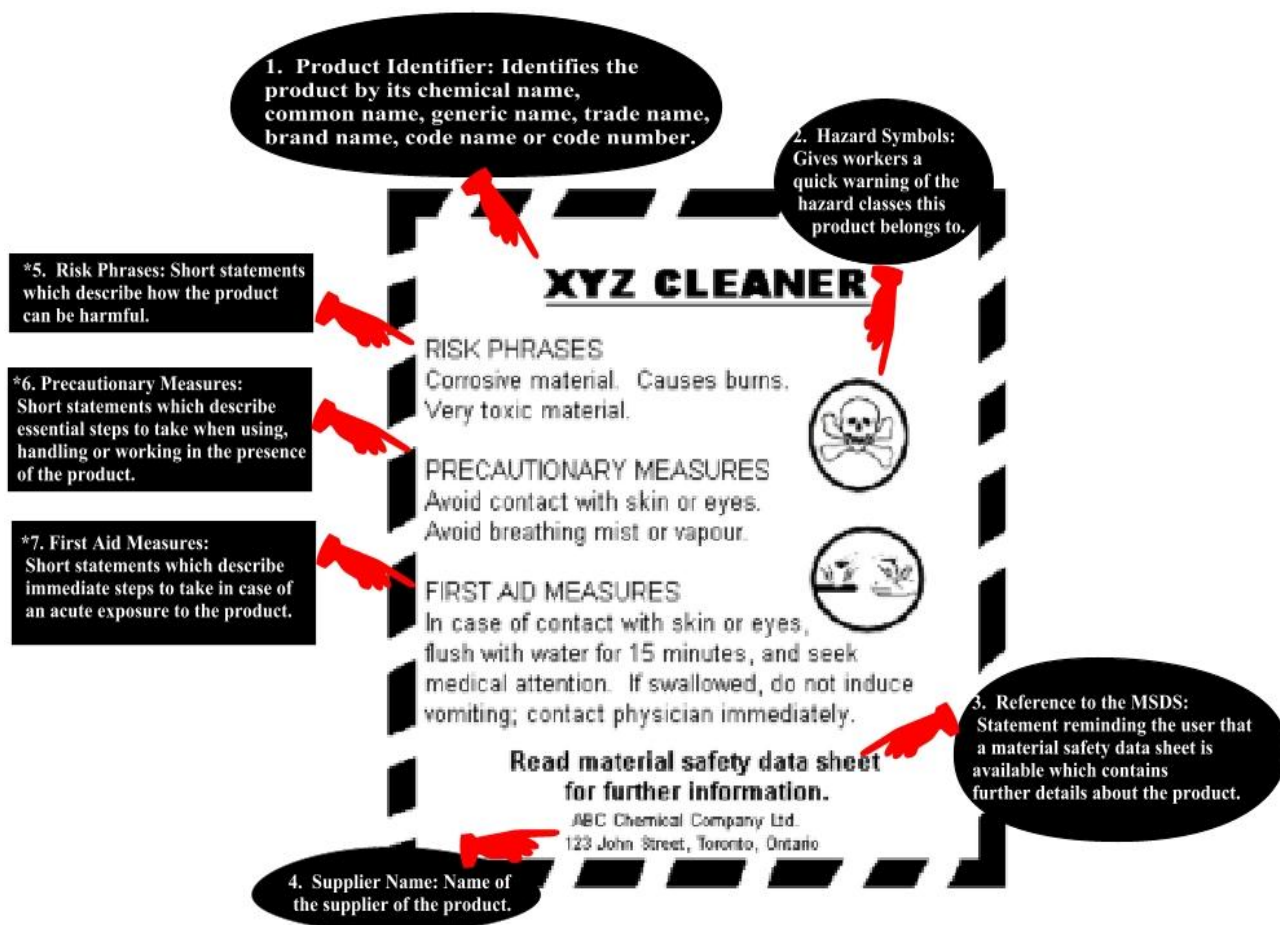 1. Product Identifier: Identifies the
product by its chemical name,
common name, generic name, trade name,
brand name, code name or code number.
2. Hazard Symbols:
Gives workers a
quick warning of the
hazard classes this
product belongs to.
*5. Risk Phrases: Short statements
which describe how the product
can be harmful.
*6. Precautionary Measures:
Short statements which describe
essential steps to take when using,
handling or working in the presence
of the product.
*7. First Aid Measures:
Short statements which describe
immediate steps to take in case of
an acute exposure to the product.
XYZ CLEANER
RISK PHRASES
Corrosive material. Causes burns.
Very toxic material.
PRECAUTIONARY MEASURES
Avoid contact with skin or eyes.
Avoid breathing mist or vapour.
FIRST AID MEASURES
In case of contact with skin or eyes,
flush with water for 15 minutes, and seek
medical attention. If swallowed, do not induce
vomiting; contact physician immediately.
Read material safety data sheet
for further information.
ABC Chemical Company Ltd.
123 John Street, Toronto, Ontario
3. Reference to the MSDS:
Statement reminding the user that
a material safety data sheet is
available which contains
further details about the product.
4. Supplier Name: Name of
the supplier of the product.